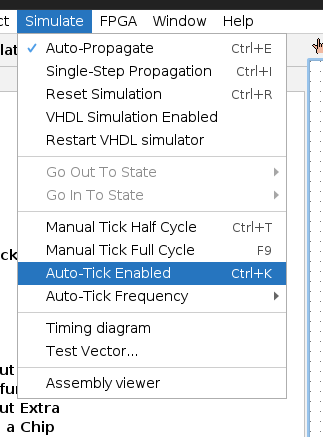 ct Simulate FPGA Window Help
lat
✓ Auto-Propagate Ctrl+E
Single-Step Propagation Ctrl+I
Reset Simulation Ctrl+R
VHDL Simulation Enabled
Restart VHDL simulator
Go Out To State
Go In To State
Manual Tick Half Cycle Ctrl+T
ck
Manual Tick Full Cycle F9
Auto-Tick Enabled Ctrl+K
Auto-Tick Frequency
Timing diagram
Test Vector...
ut
Assembly viewer
fur
ut Extra
a Chip